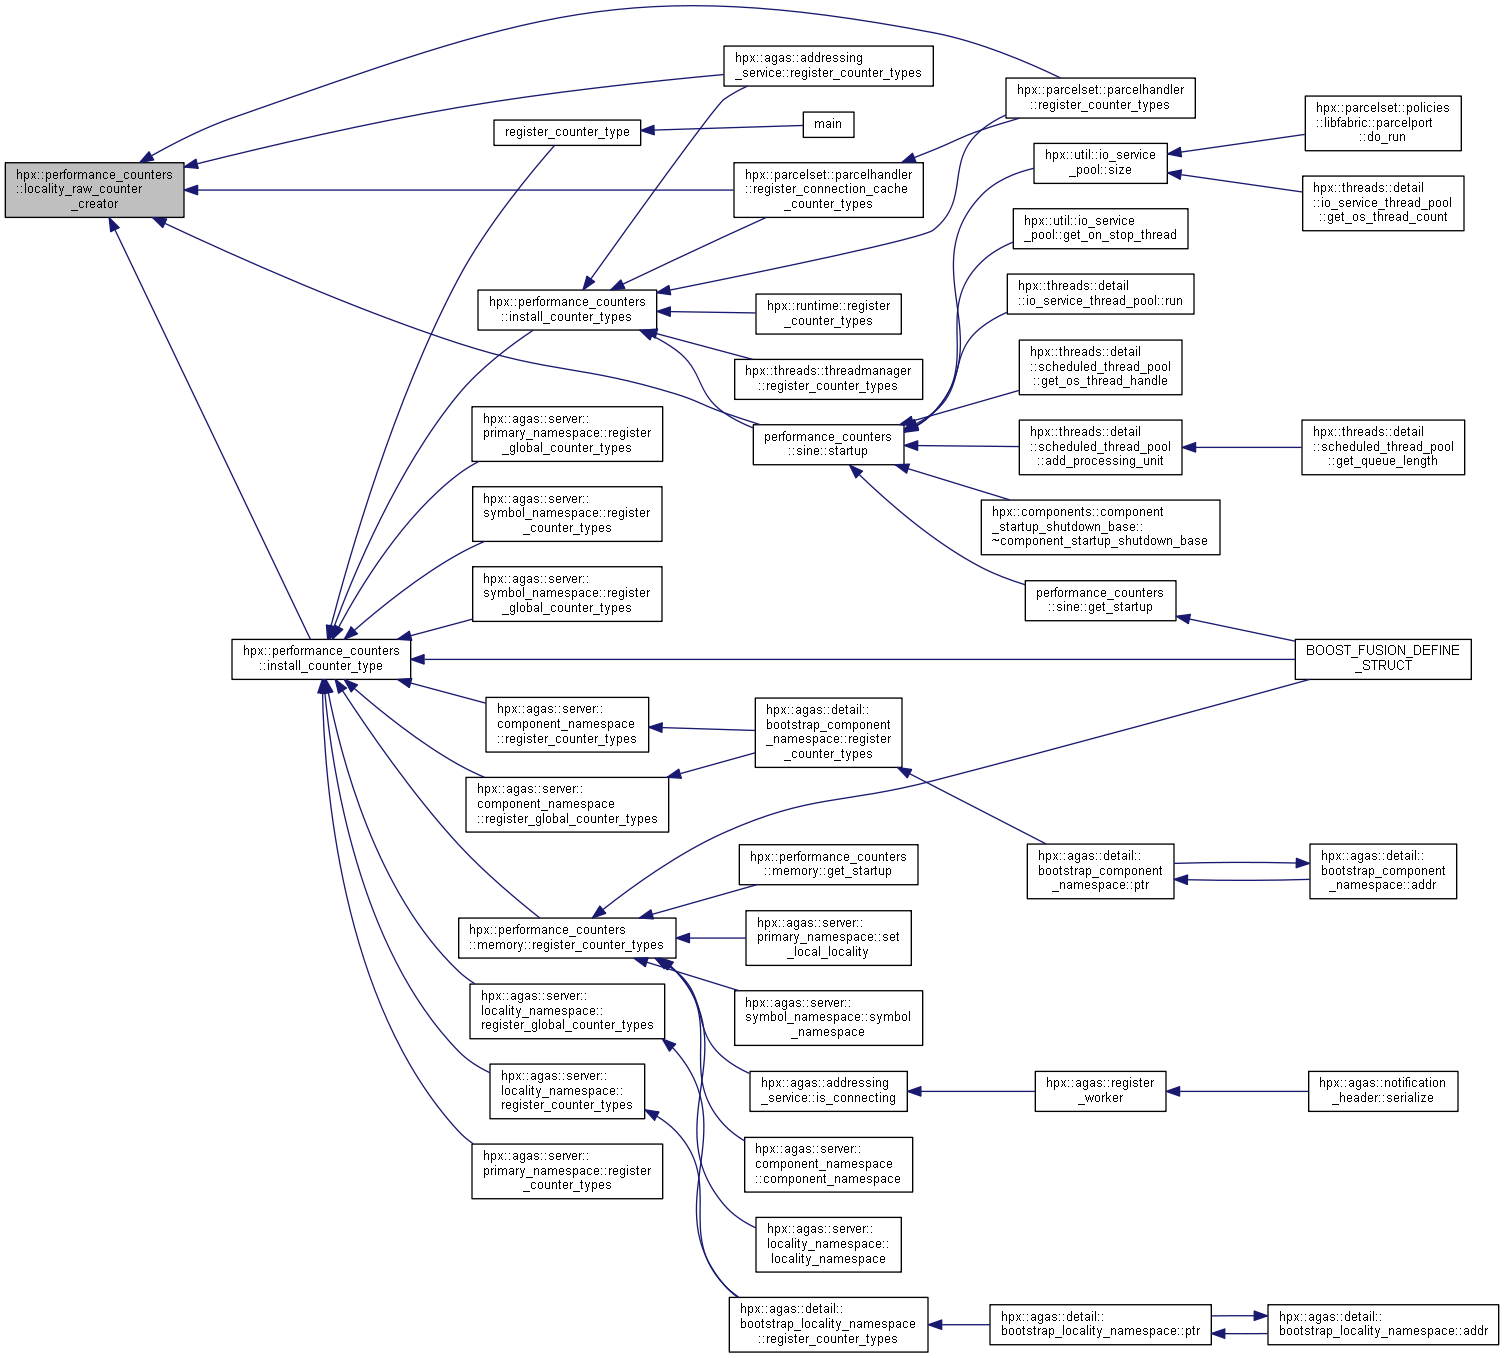 hpx::performance_counters
::locality_raw_counter
_creator
hpx::agas::addressing
_service::register_counter_types
hpx::parcelset::parcelhandler
::register_counter_types
register_counter_type
main
hpx::parcelset::policies
::libfabric::parcelport
::do_run
hpx::util::io_service
_pool::size
hpx::parcelset::parcelhandler
::register_connection_cache
_counter_types
hpx::threads::detail
::io_service_thread_pool
::get_os_thread_count
hpx::util::io_service
_pool::get_on_stop_thread
hpx::performance_counters
::install_counter_types
hpx::runtime::register
_counter_types
hpx::threads::detail
::io_service_thread_pool::run
hpx::threads::threadmanager
::register_counter_types
hpx::threads::detail
::scheduled_thread_pool
::get_os_thread_handle
hpx::agas::server::
primary_namespace::register
_global_counter_types
performance_counters
::sine::startup
hpx::threads::detail
::scheduled_thread_pool
::add_processing_unit
hpx::threads::detail
::scheduled_thread_pool
::get_queue_length
hpx::agas::server::
symbol_namespace::register
_counter_types
hpx::components::component
_startup_shutdown_base::
~component_startup_shutdown_base
hpx::agas::server::
symbol_namespace::register
_global_counter_types
performance_counters
::sine::get_startup
hpx::performance_counters
::install_counter_type
BOOST_FUSION_DEFINE
_STRUCT
hpx::agas::server::
component_namespace
::register_counter_types
hpx::agas::detail::
bootstrap_component
_namespace::register
_counter_types
hpx::agas::server::
component_namespace
::register_global_counter_types
hpx::performance_counters
::memory::get_startup
hpx::agas::detail::
bootstrap_component
_namespace::ptr
hpx::agas::detail::
bootstrap_component
_namespace::addr
hpx::performance_counters
::memory::register_counter_types
hpx::agas::server::
primary_namespace::set
_local_locality
hpx::agas::server::
locality_namespace::
register_global_counter_types
hpx::agas::server::
symbol_namespace::symbol
_namespace
hpx::agas::server::
locality_namespace::
register_counter_types
hpx::agas::addressing
_service::is_connecting
hpx::agas::register
_worker
hpx::agas::notification
_header::serialize
hpx::agas::server::
primary_namespace::register
_counter_types
hpx::agas::server::
component_namespace
::component_namespace
hpx::agas::server::
locality_namespace::
locality_namespace
hpx::agas::detail::
bootstrap_locality_namespace
::register_counter_types
hpx::agas::detail::
bootstrap_locality_namespace::ptr
hpx::agas::detail::
bootstrap_locality_namespace::addr